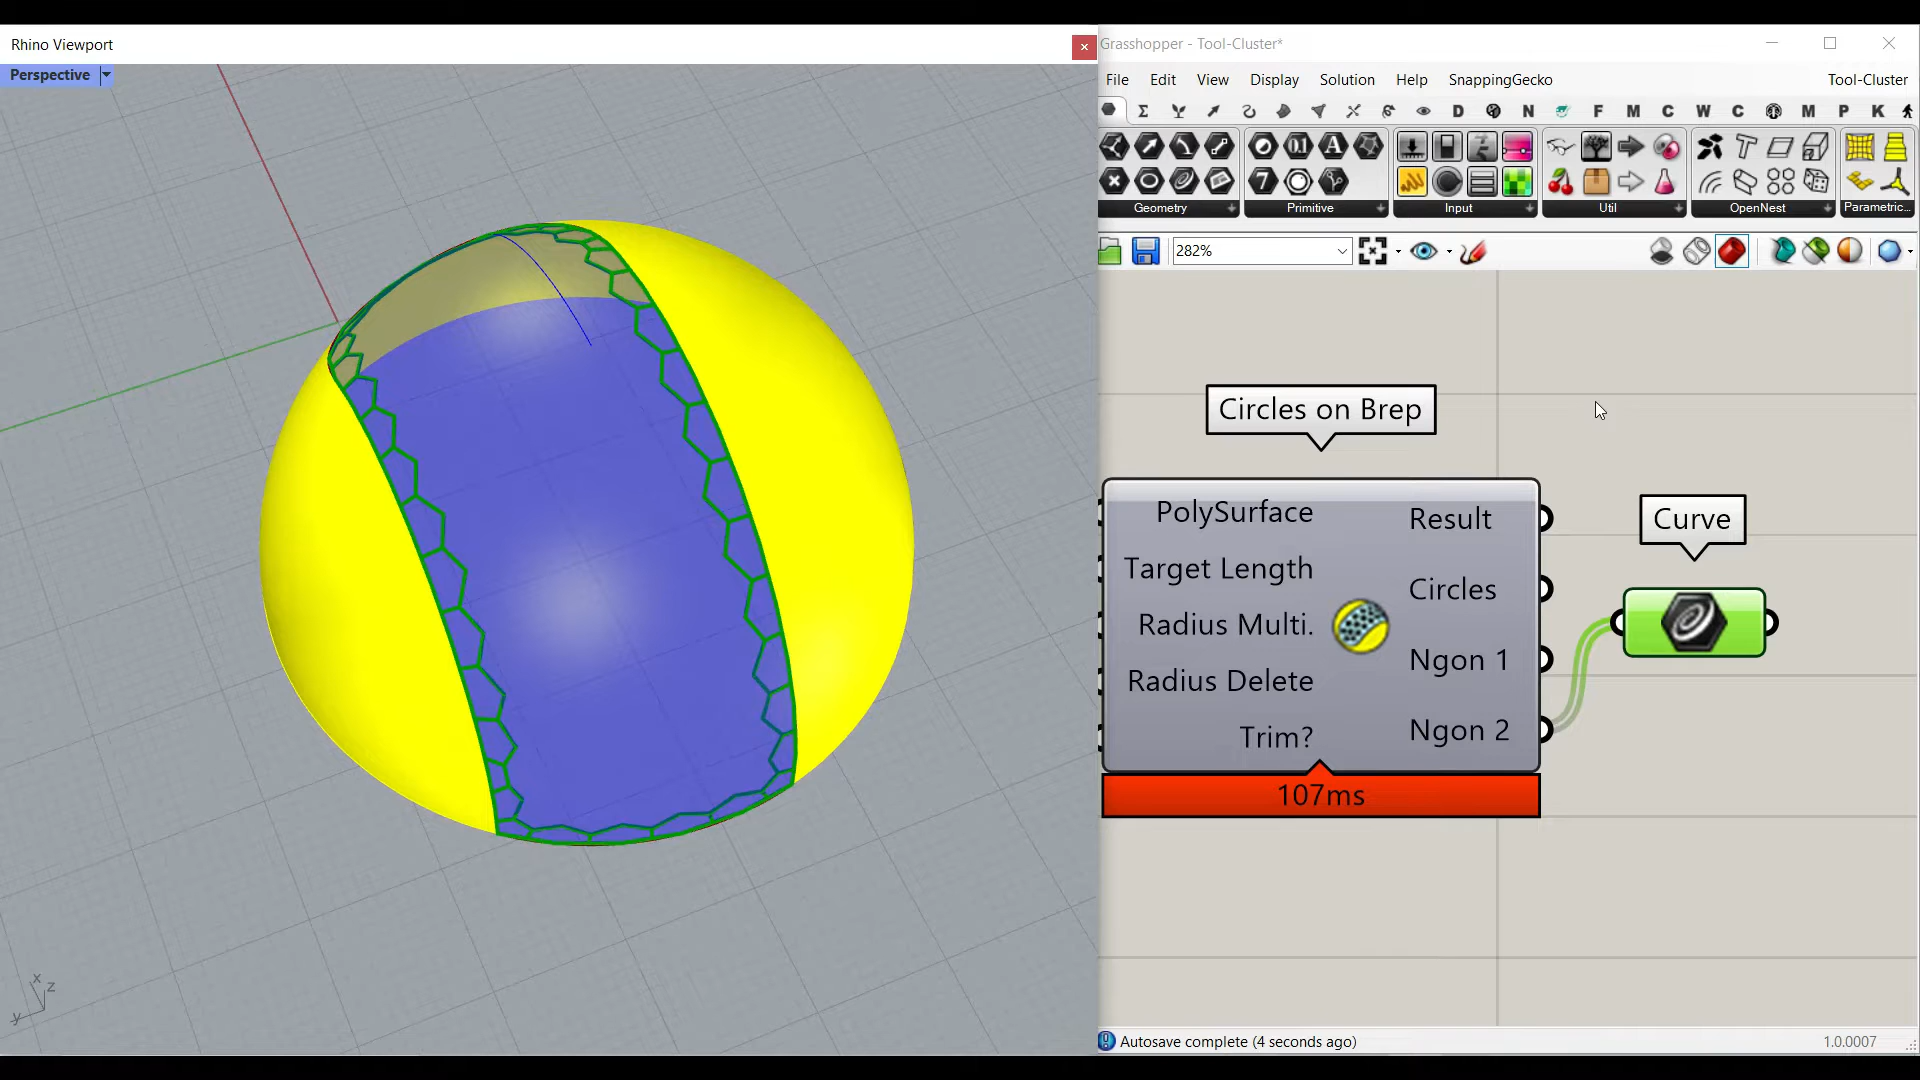 Rhino Viewport
Perspective
Grasshopper - Tool-Cluster*
File Edit View Display Solution Help SnappingGecko Tool-Cluster
D N F M C W C M P K
Geometry Primitive Input Util OpenNest Parametric...
282%
Circles on Brep
PolySurface
Target Length
Radius Multi.
Radius Delete
Trim?
Result
Circles
Ngon 1
Ngon 2
107ms
Curve
x
z
y
Autosave complete (4 seconds ago)
1.0.0007